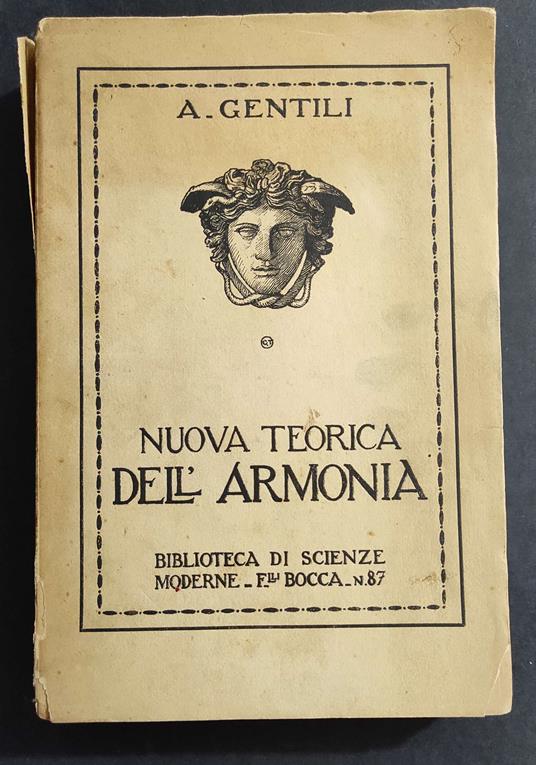 A. GENTILI
NUOVA TEORICA
DELL' ARMONIA
BIBLIOTECA DI SCIENZE
MODERNE - F.LLI BOCCA - N. 87